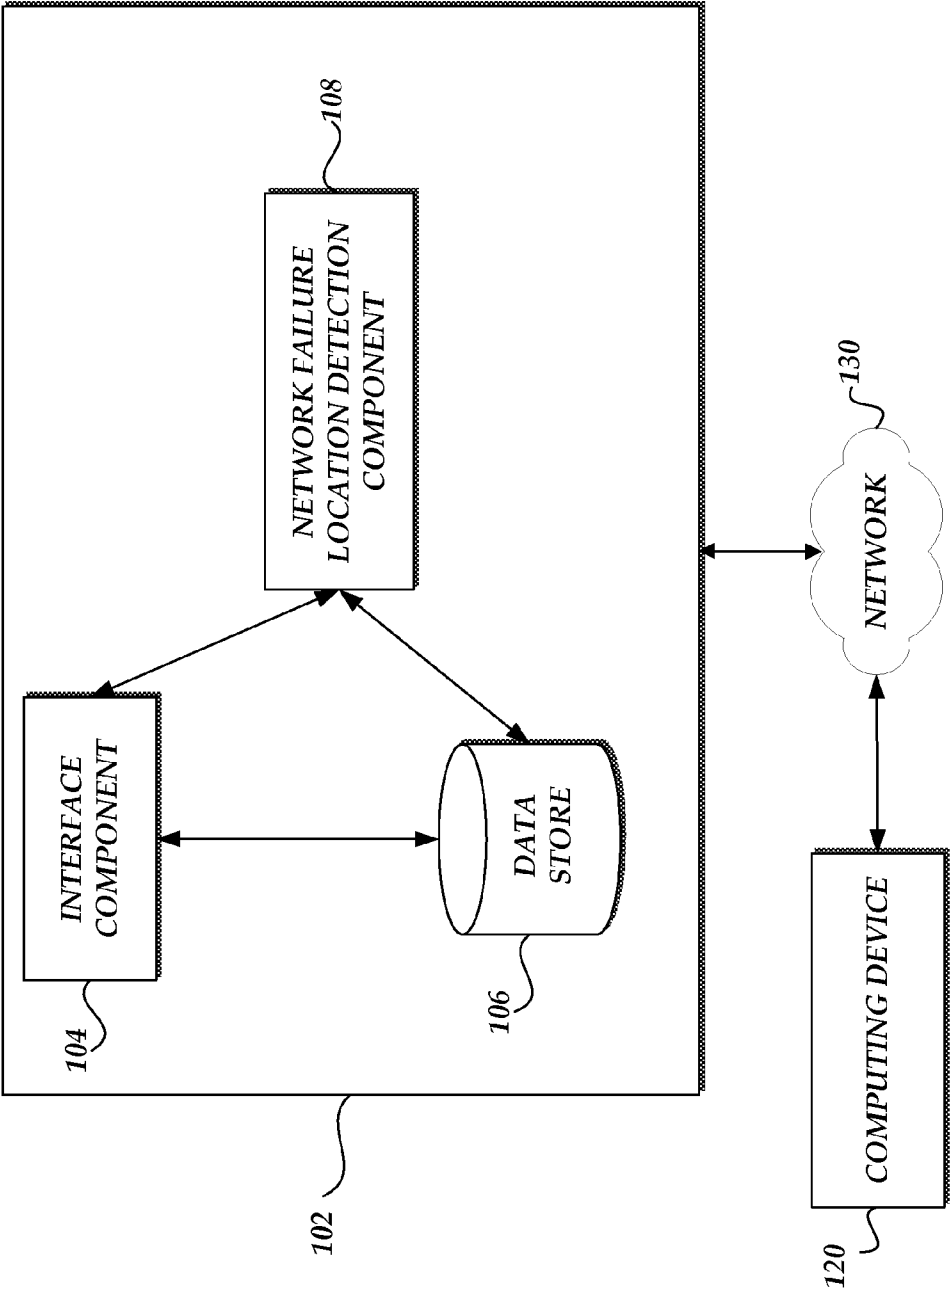 102
104
INTERFACE
COMPONENT
108
NETWORK FAILURE
LOCATION DETECTION
COMPONENT
106
DATA
STORE
120
COMPUTING DEVICE
NETWORK
130